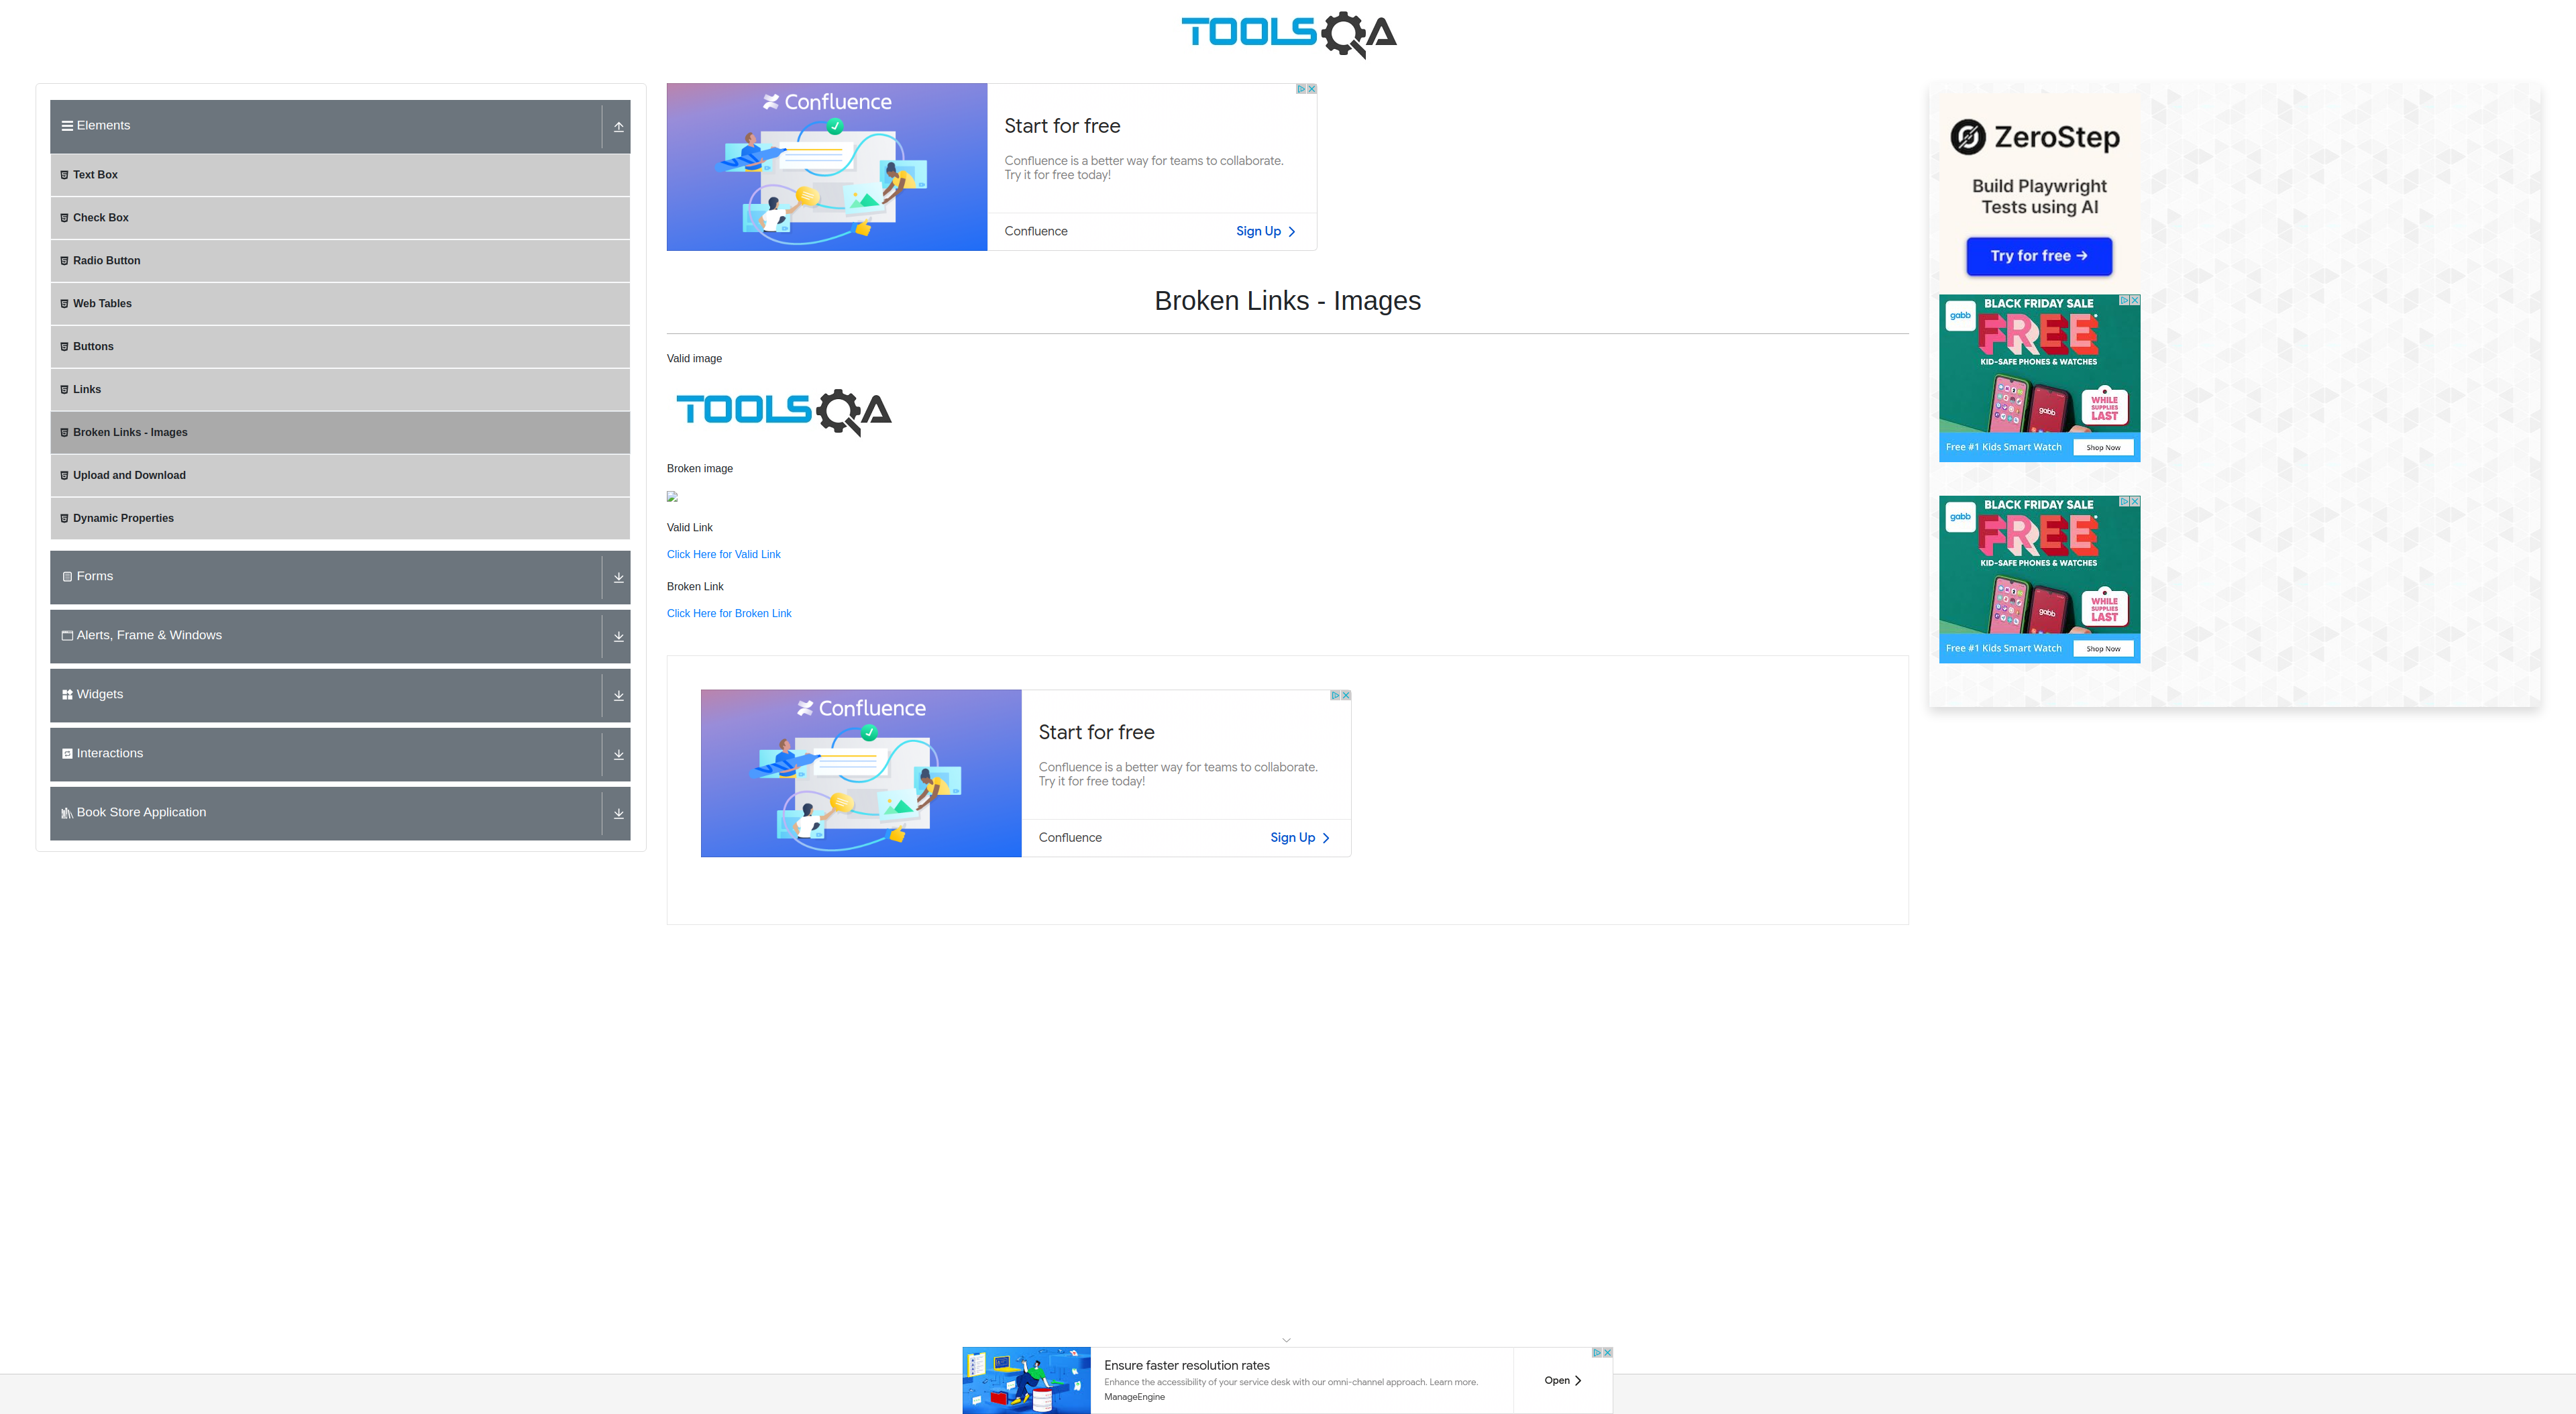 TOOLSQA
Elements
Text Box
Check Box
Radio Button
Web Tables
Buttons
Links
Broken Links - Images
Upload and Download
Dynamic Properties
Forms
Alerts, Frame & Windows
Widgets
Interactions
Book Store Application
Confluence
Start for free
Confluence is a better way for teams to collaborate.
Try it for free today!
Confluence
Sign Up
Broken Links - Images
Valid image
TOOLSQA
Broken image
Valid Link
Click Here for Valid Link
Broken Link
Click Here for Broken Link
Confluence
Start for free
Confluence is a better way for teams to collaborate.
Try it for free today!
Confluence
Sign Up
ZeroStep
Build Playwright
Tests using AI
Try for free →
gabb
BLACK FRIDAY SALE
FREE*
KID-SAFE PHONES & WATCHES
gabb
WHILE
SUPPLIES
LAST
Free #1 Kids Smart Watch
Shop Now
gabb
BLACK FRIDAY SALE
FREE*
KID-SAFE PHONES & WATCHES
gabb
WHILE
SUPPLIES
LAST
Free #1 Kids Smart Watch
Shop Now
Ensure faster resolution rates
Enhance the accessibility of your service desk with our omni-channel approach. Learn more.
ManageEngine
Open